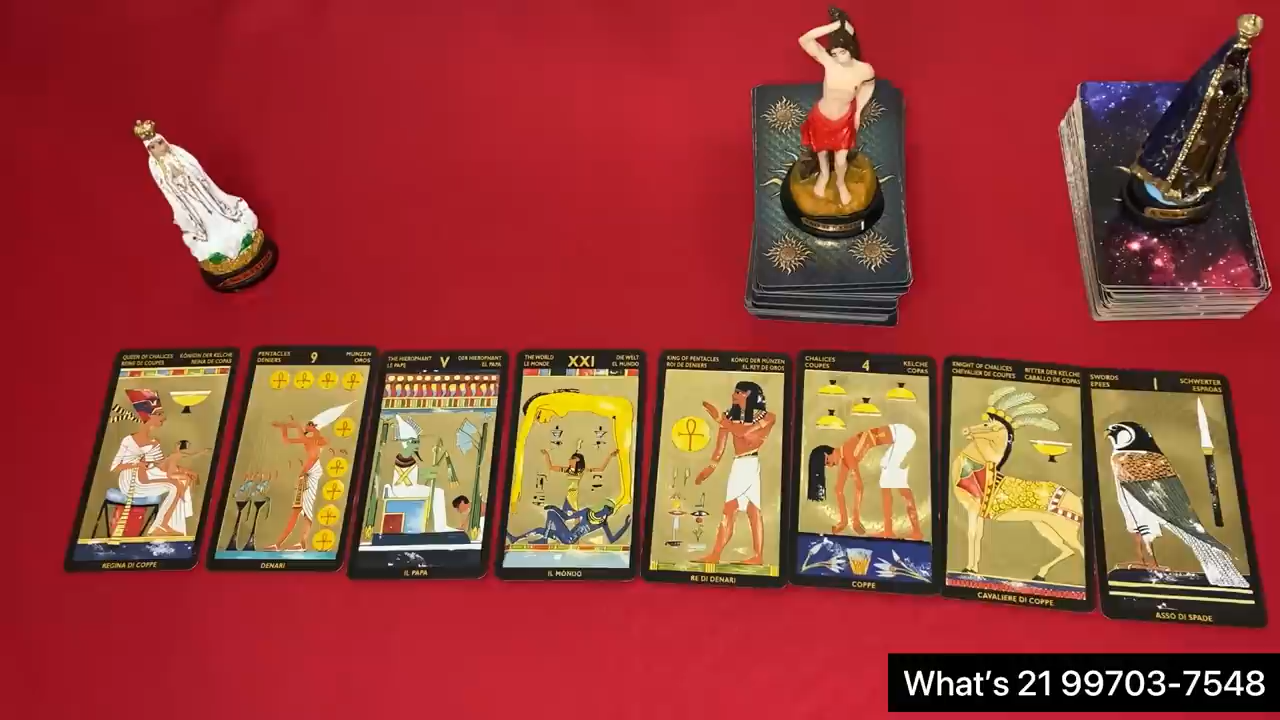 QUEEN OF CHALICES
REINE DE COUPES
KÖNIGIN DER KELCHE
REINA DE COPAS
REGINA DI COPPE
PENTACLES
DENIERS
9
MÜNZEN
OROS
DENARI
THE HIEROPHANT
LE PAPE
V
DER HIEROPHANT
EL PAPA
IL PAPA
THE WORLD
LE MONDE
XXI
DIE WELT
EL MUNDO
IL MONDO
KING OF PENTACLES
ROI DE DENIERS
KÖNIG DER MÜNZEN
EL REY DE OROS
RE DI DENARI
CHALICES
COUPES
4
KELCHE
COPAS
COPPE
KNIGHT OF CHALICES
CHEVALIER DE COUPES
RITTER DER KELCHE
CABALLO DE COPAS
CAVALIERE DI COPPE
SWORDS
EPEES
I
SCHWERTER
ESPADAS
ASSO DI SPADE
What's 21 99703-7548